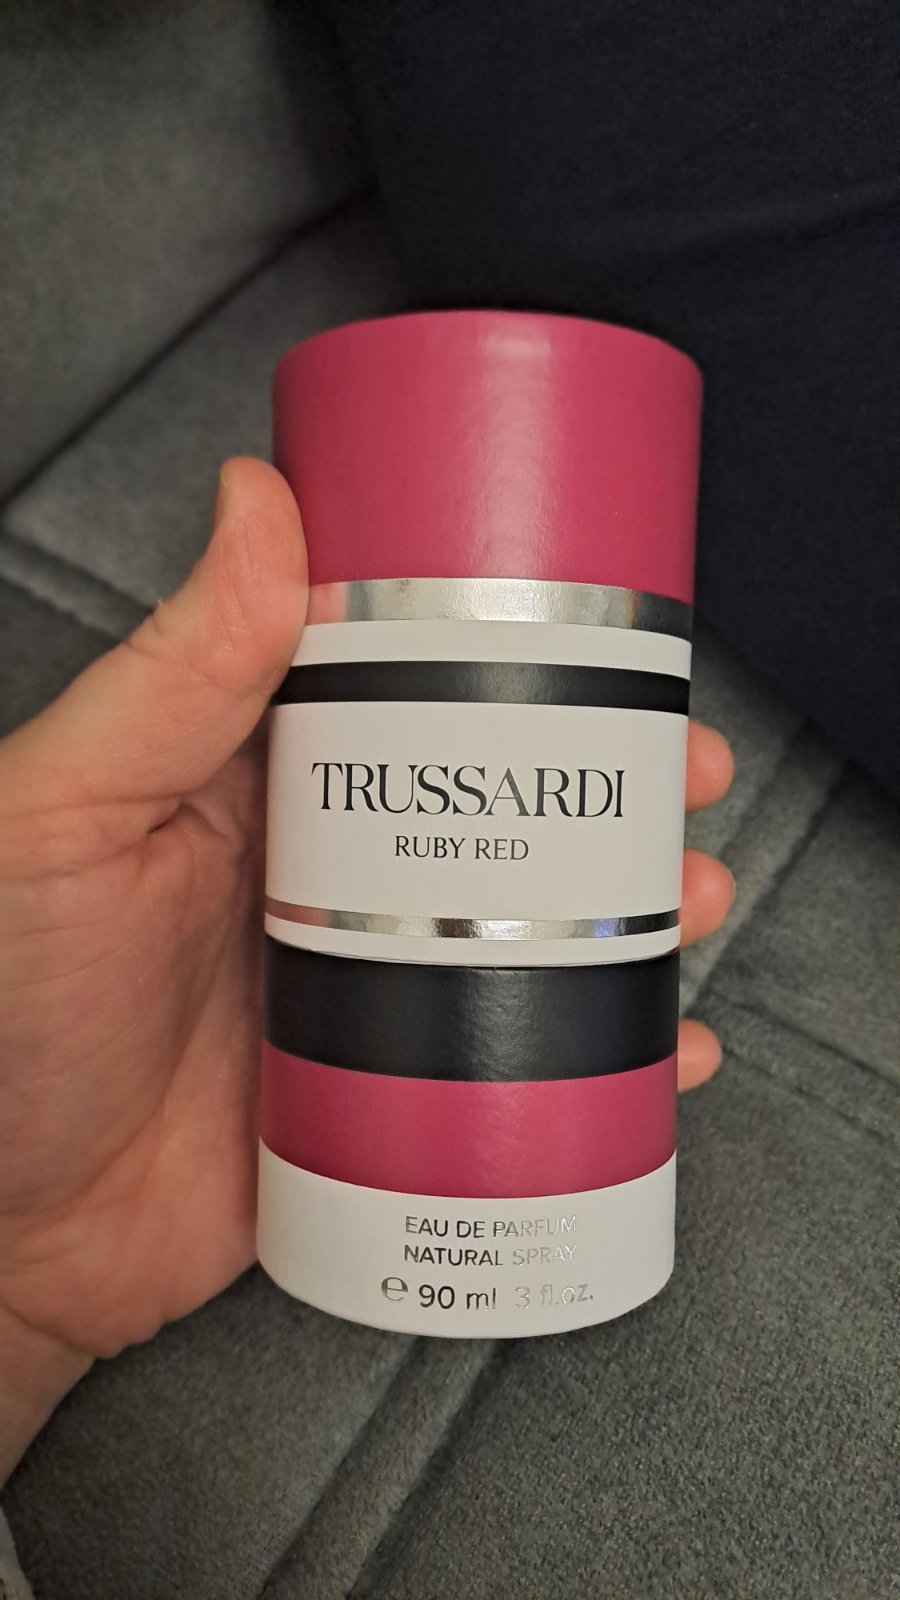 TRUSSARDI
RUBY RED
EAU DE PARFUM
NATURAL SPRAY
℮ 90 ml 3 fl.oz.